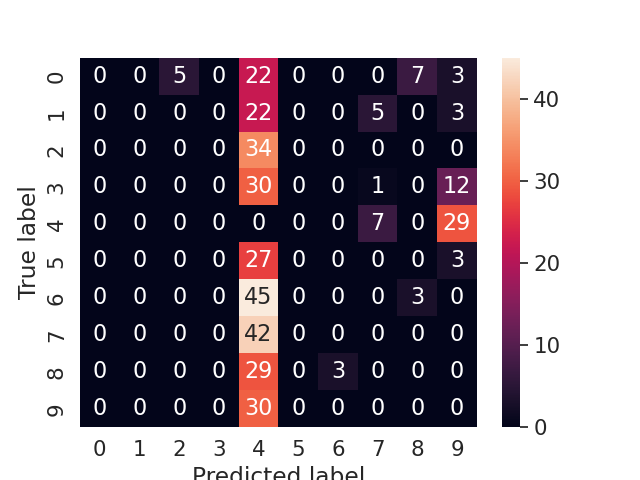 0 0 0 5 0 22 0 0 0 7 3
1 0 0 0 0 22 0 0 5 0 3
2 0 0 0 0 34 0 0 0 0 0
3 0 0 0 0 30 0 0 1 0 12
4 0 0 0 0 0 0 0 7 0 29
5 0 0 0 0 27 0 0 0 0 3
6 0 0 0 0 45 0 0 0 3 0
7 0 0 0 0 42 0 0 0 0 0
8 0 0 0 0 29 0 3 0 0 0
9 0 0 0 0 30 0 0 0 0 0
0 1 2 3 4 5 6 7 8 9
Predicted label
True label
40
30
20
10
0